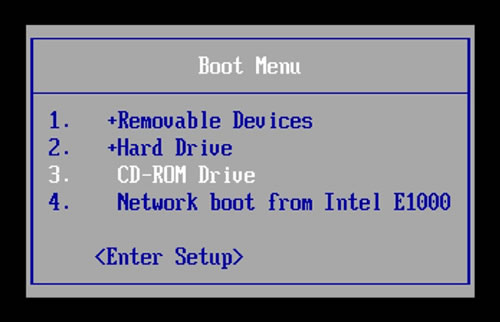 Boot Menu
1. +Removable Devices
2. +Hard Drive
3. CD-ROM Drive
4. Network boot from Intel E1000
<Enter Setup>